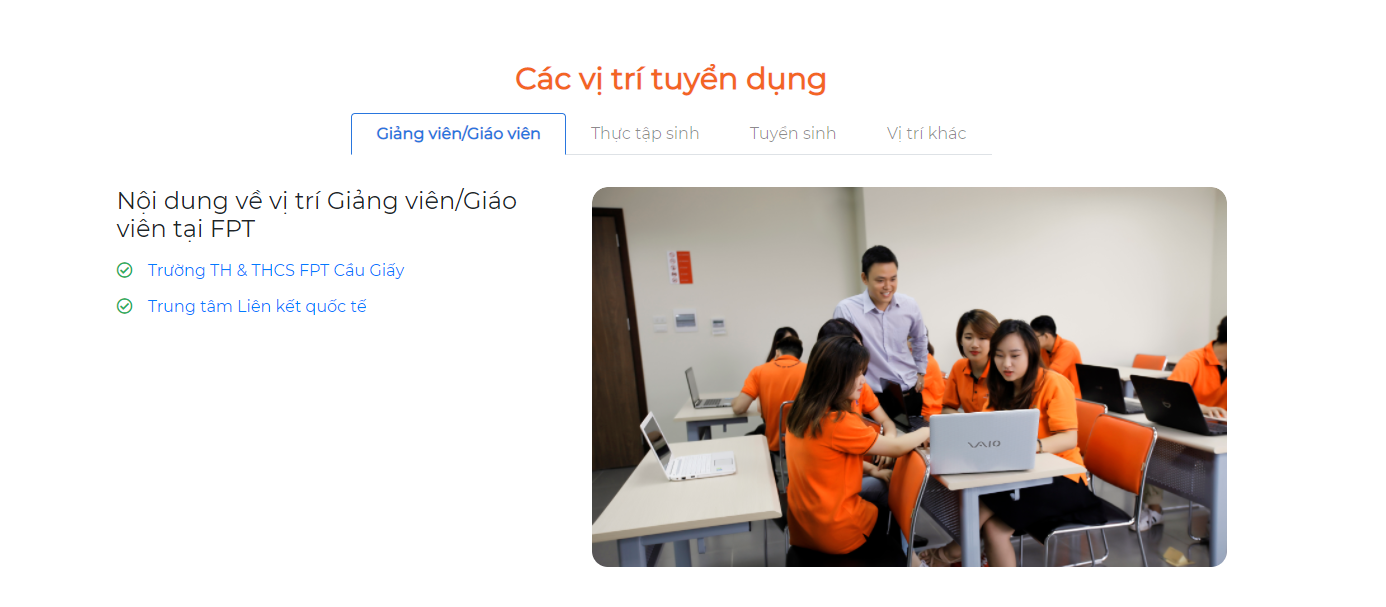 Các vị trí tuyển dụng
Giảng viên/Giáo viên
Thực tập sinh
Tuyển sinh
Vị trí khác
Nội dung về vị trí Giảng viên/Giáo
viên tại FPT
Trường TH & THCS FPT Cầu Giấy
Trung tâm Liên kết quốc tế
VAIO